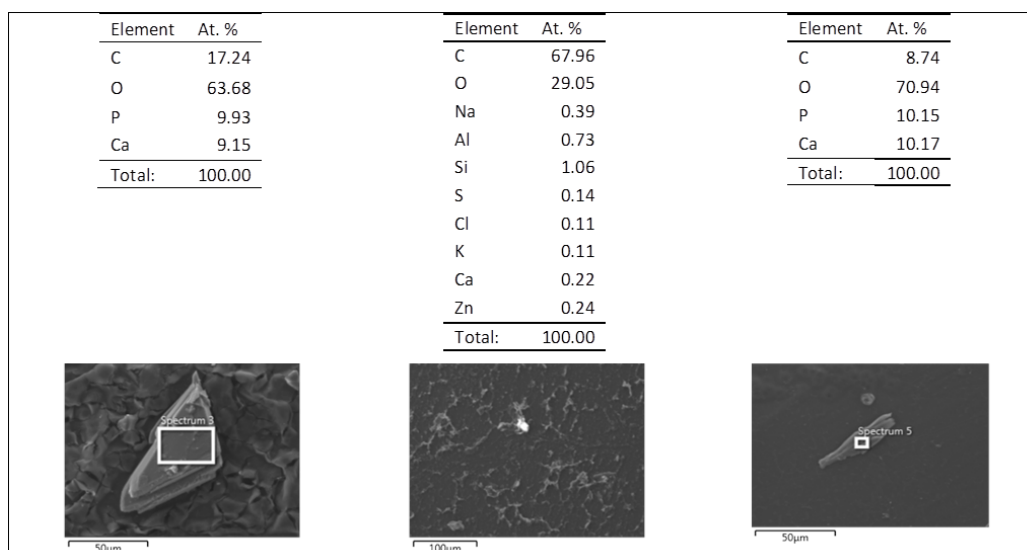 Element At. %
C 17.24
O 63.68
P 9.93
Ca 9.15
Total: 100.00
Element At. %
C 67.96
O 29.05
Na 0.39
Al 0.73
Si 1.06
S 0.14
Cl 0.11
K 0.11
Ca 0.22
Zn 0.24
Total: 100.00
Element At. %
C 8.74
O 70.94
P 10.15
Ca 10.17
Total: 100.00
Spectrum 3
50µm
100µm
Spectrum 5
50µm